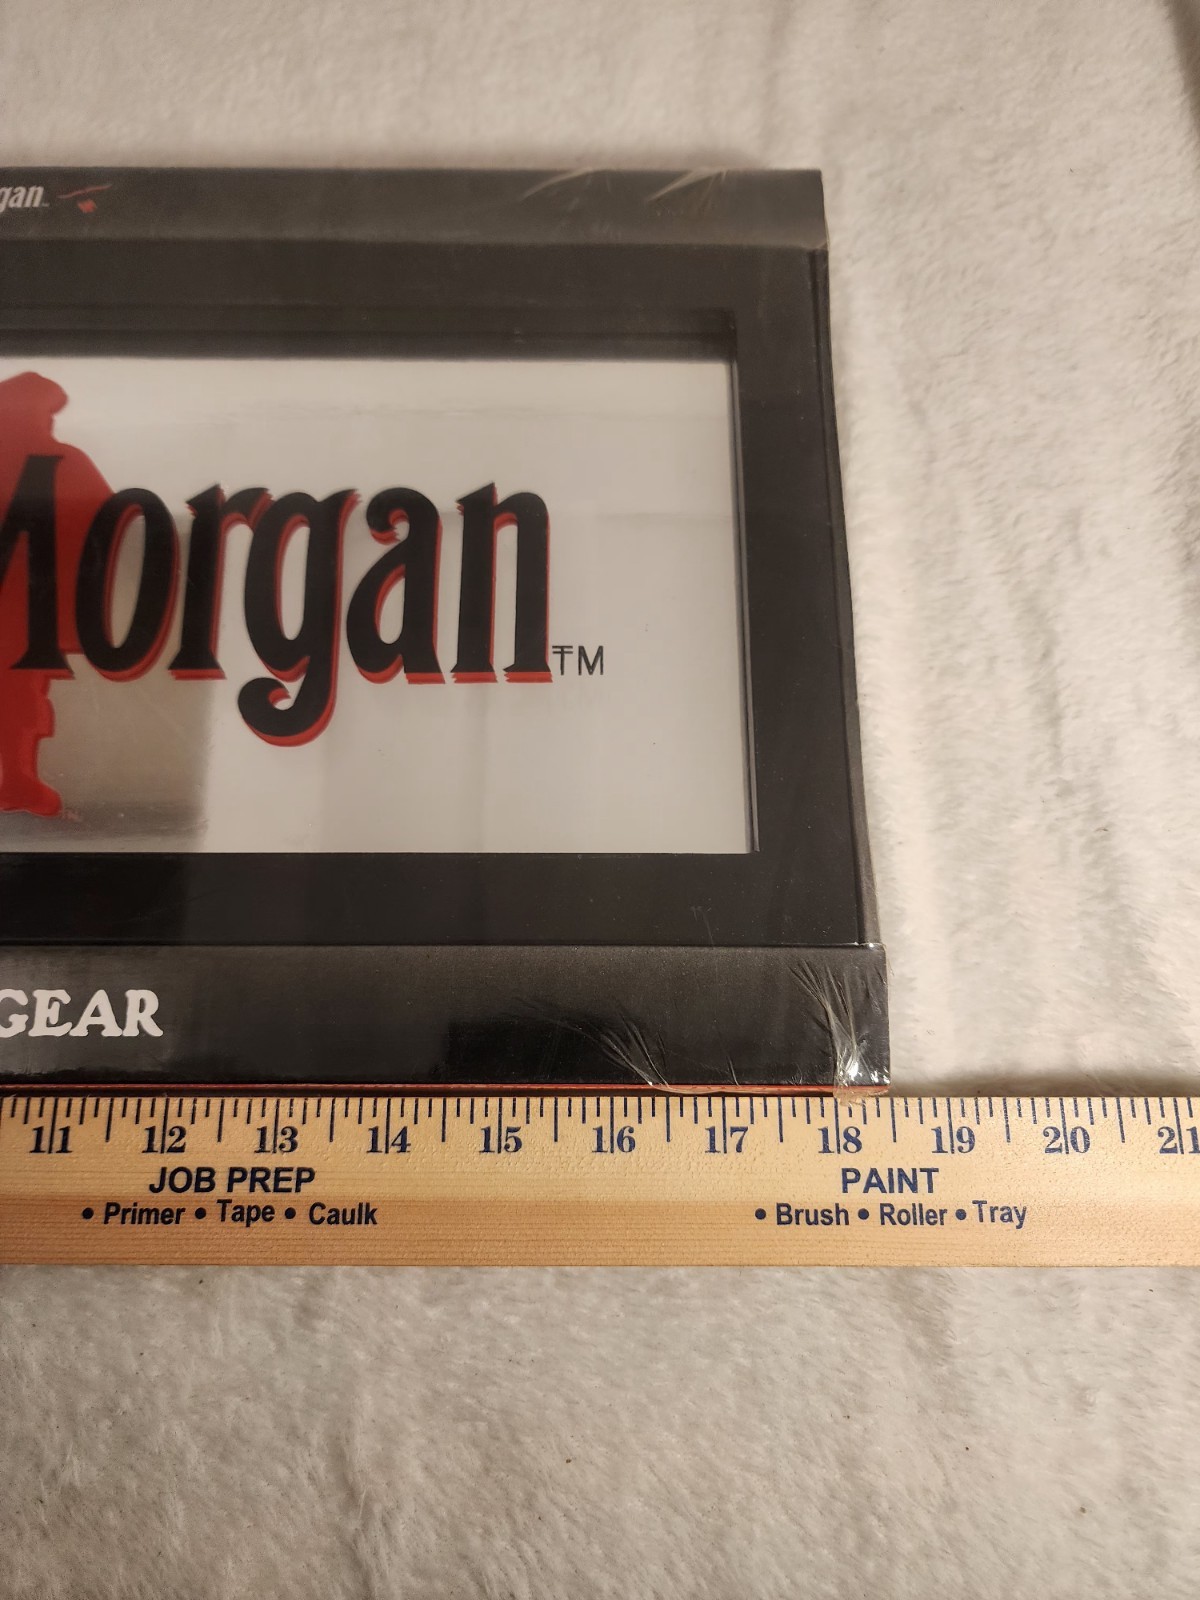 gan
Morgan™
GEAR
11 12 13 14 15 16 17 18 19 20 21
JOB PREP PAINT
• Primer • Tape • Caulk • Brush • Roller • Tray